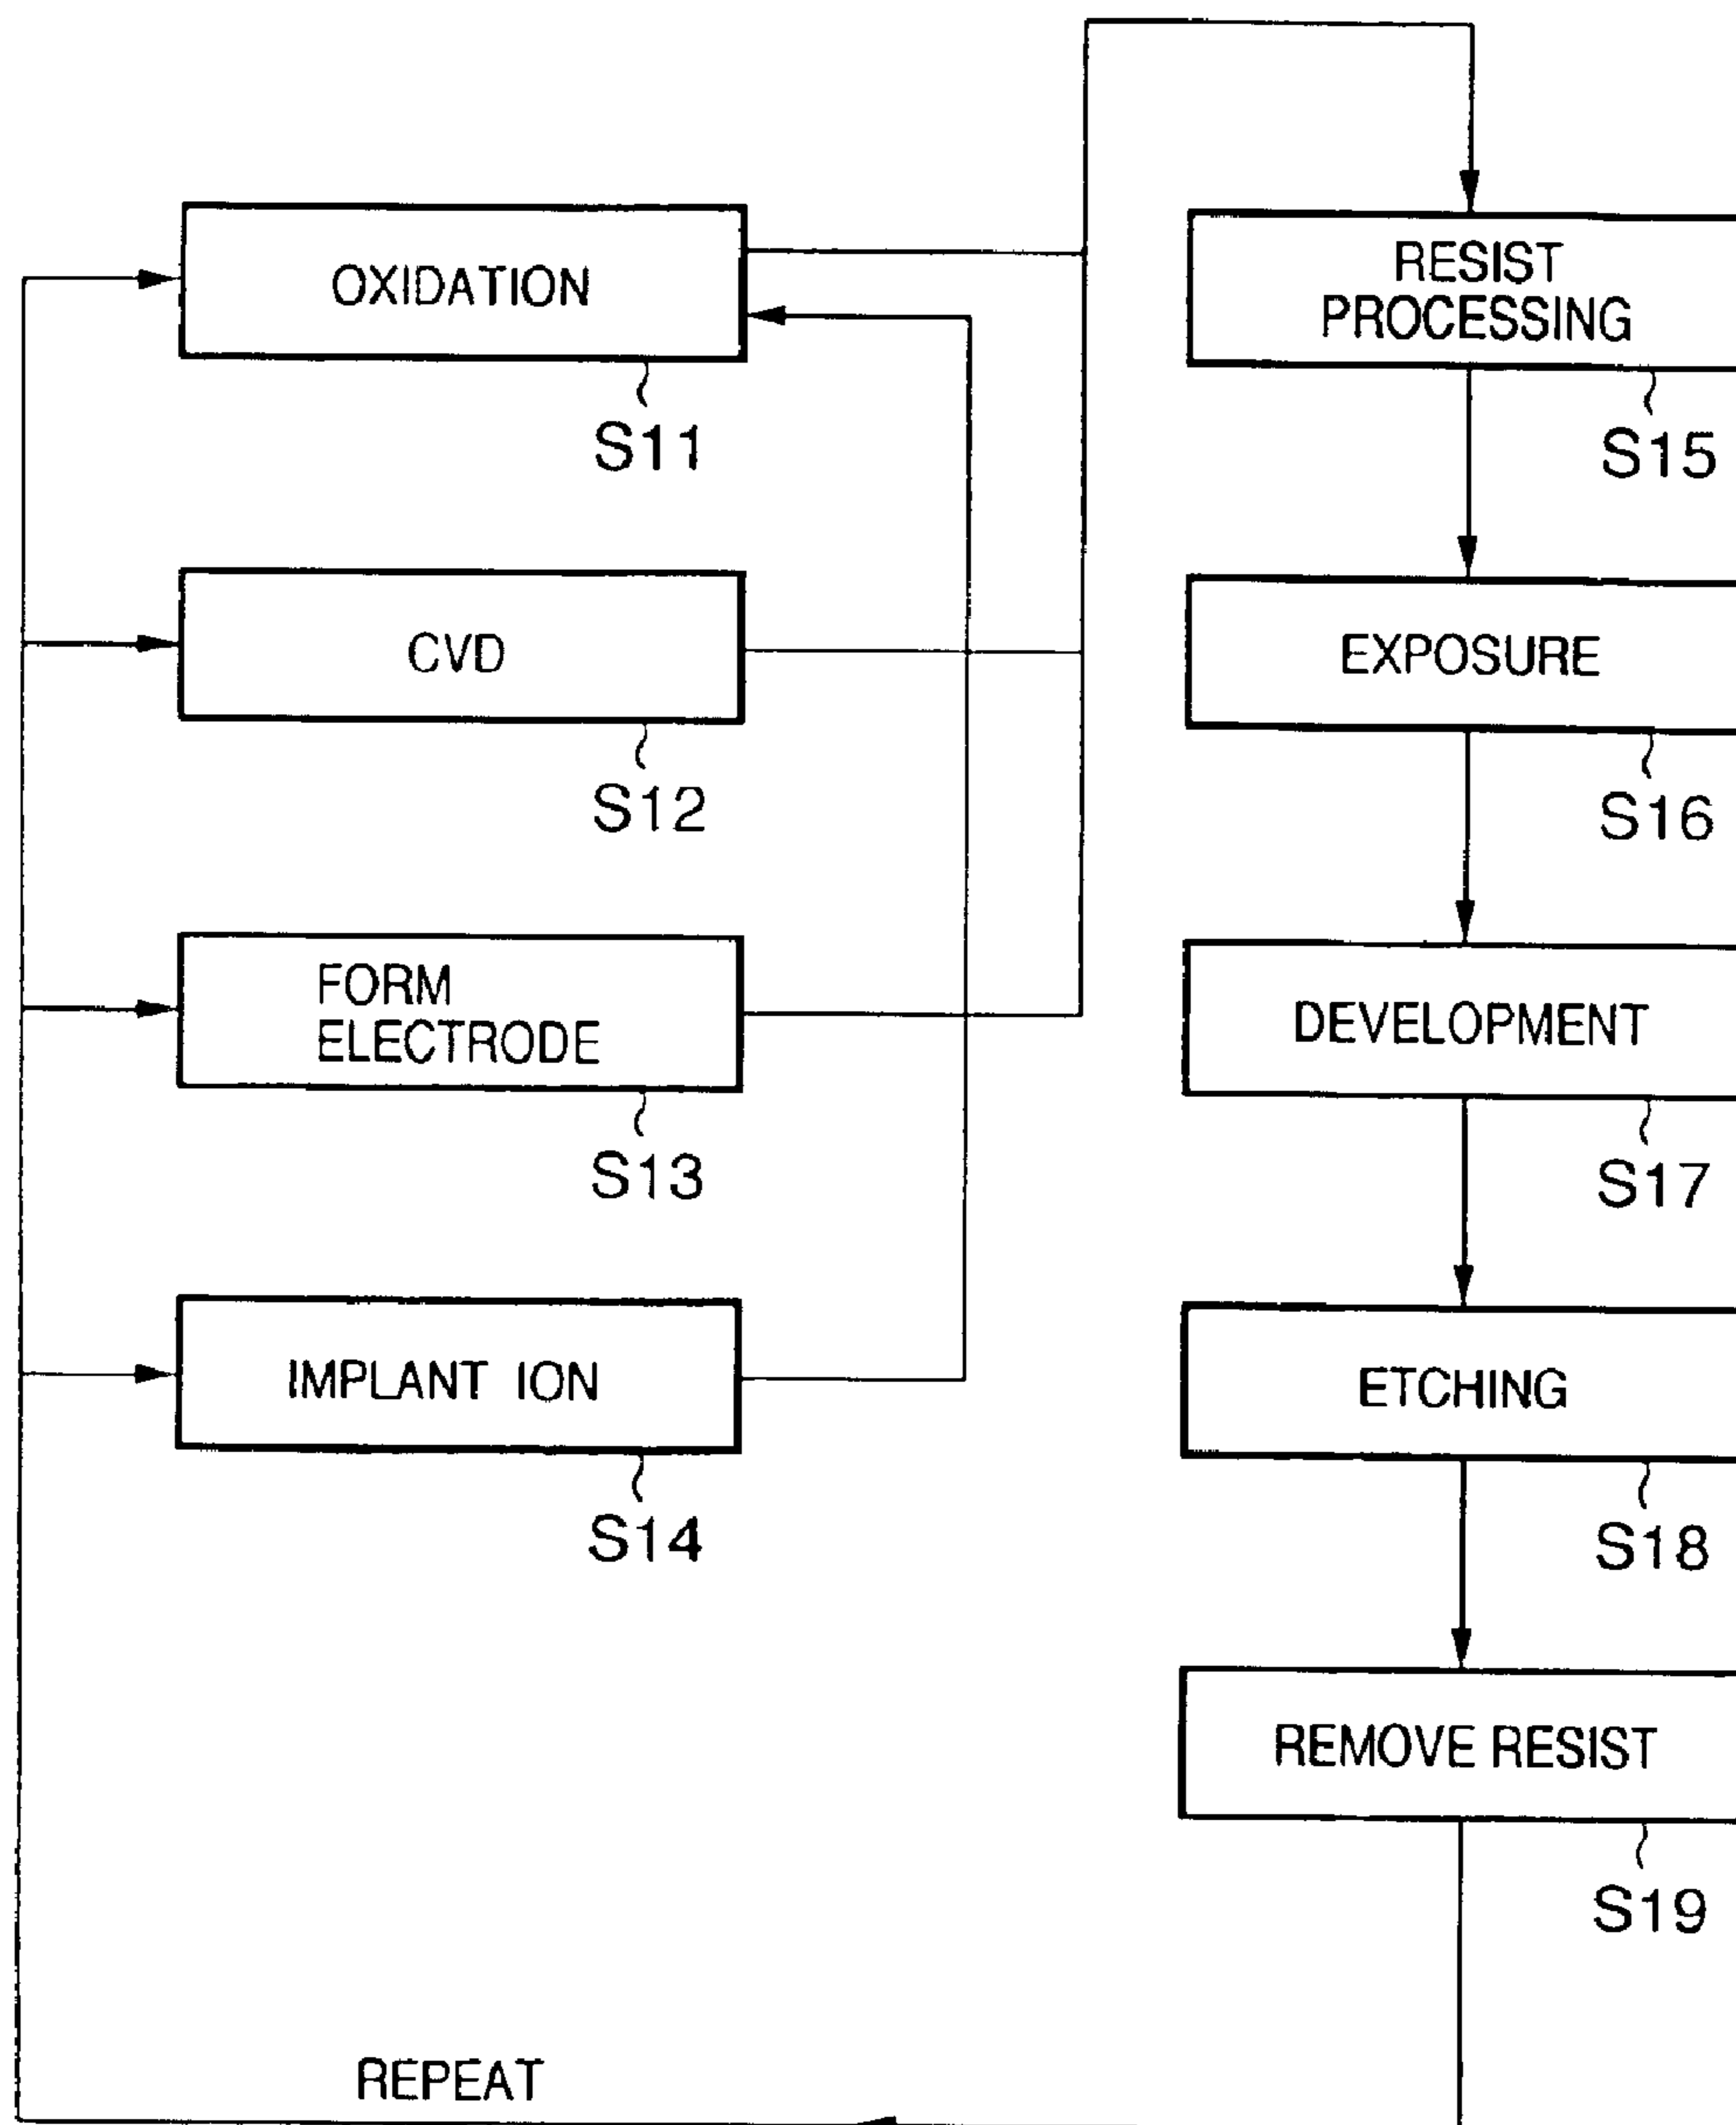 OXIDATION
S11
CVD
S12
FORM
ELECTRODE
S13
IMPLANT ION
S14
RESIST
PROCESSING
S15
EXPOSURE
S16
DEVELOPMENT
S17
ETCHING
S18
REMOVE RESIST
S19
REPEAT